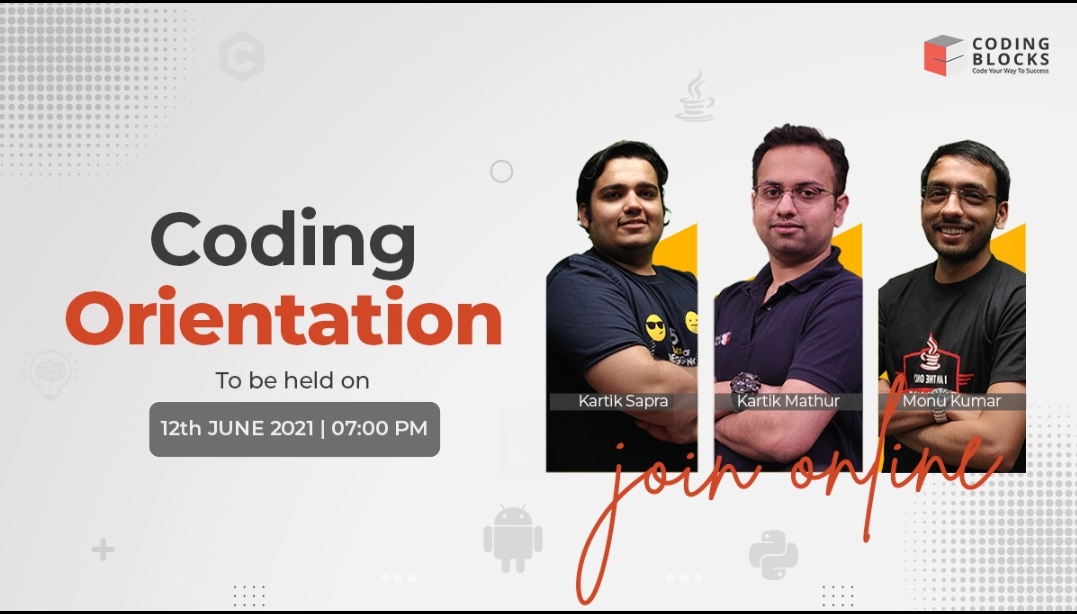 CODING
BLOCKS
Code Your Way To Success
Coding
Orientation
To be held on
12th JUNE 2021 | 07:00 PM
Kartik Sapra
Kartik Mathur
Monu Kumar
join online